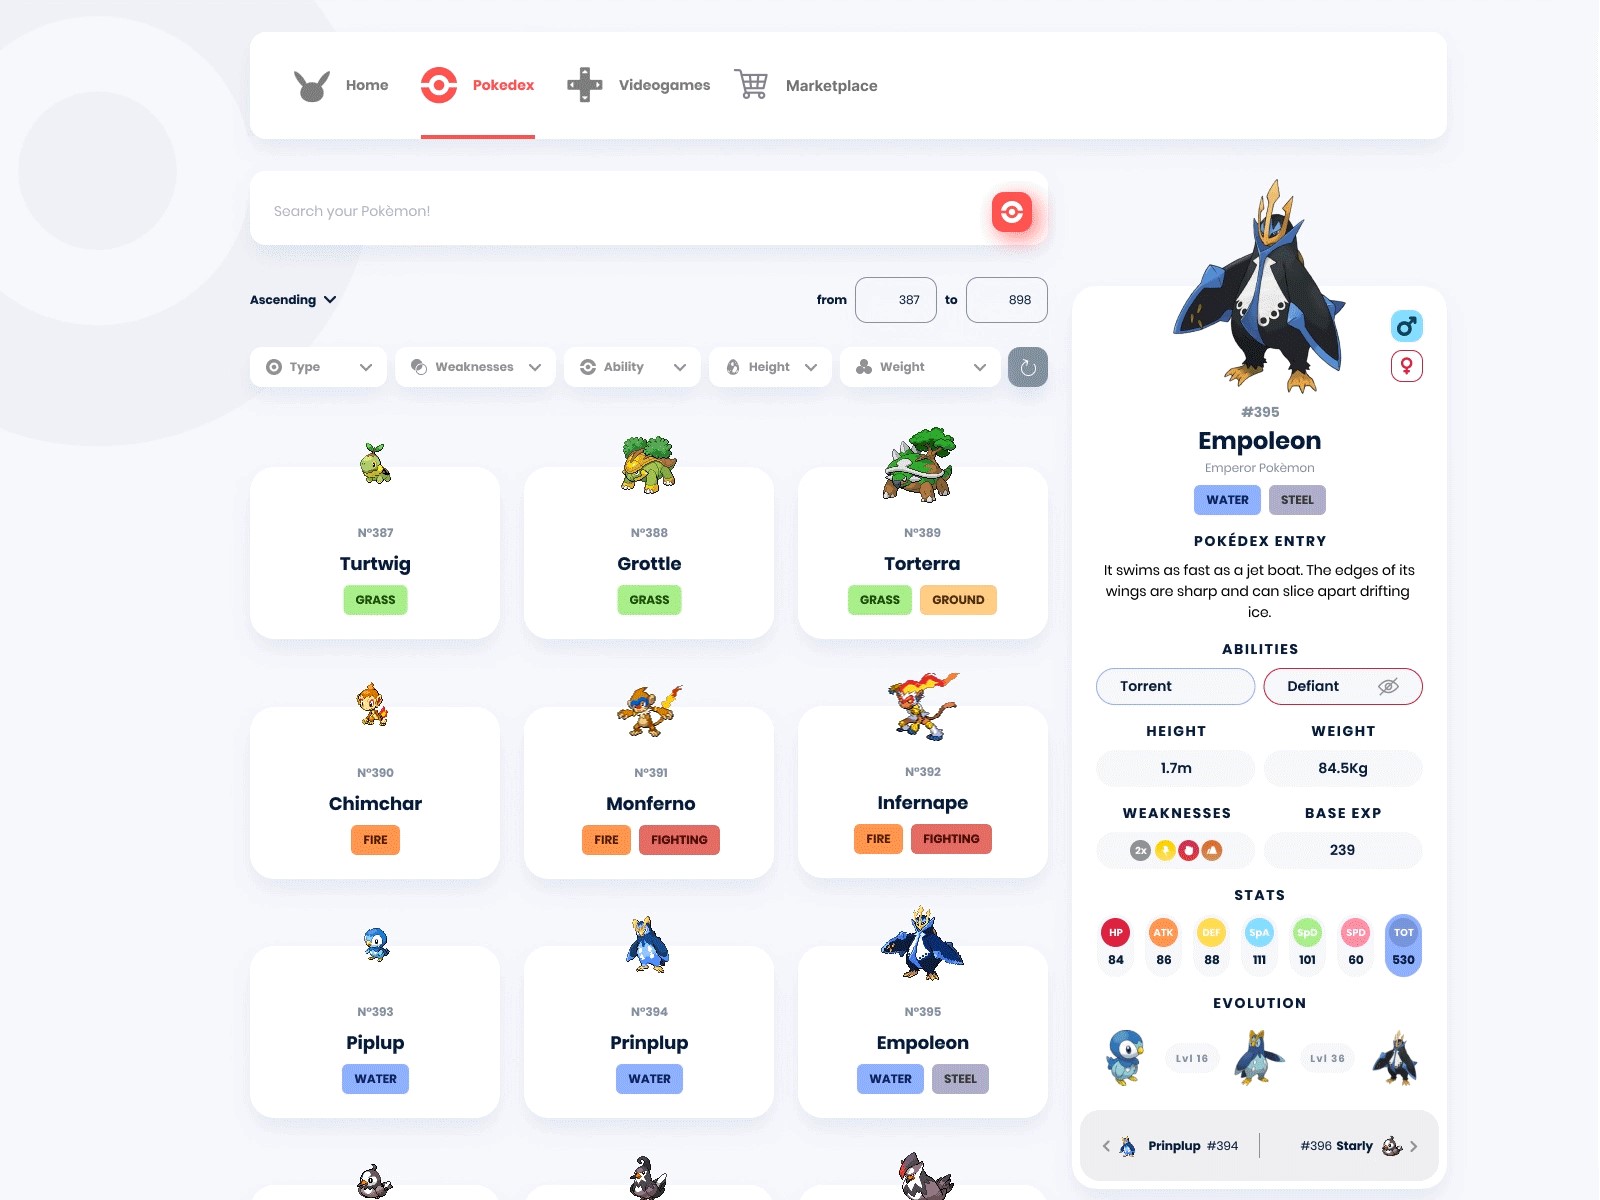 Home
Pokedex
Videogames
Marketplace
Search your Pokèmon!
Ascending
from 387 to 898
Type
Weaknesses
Ability
Height
Weight
N°387
Turtwig
GRASS
N°388
Grottle
GRASS
N°389
Torterra
GRASS GROUND
N°390
Chimchar
FIRE
N°391
Monferno
FIRE FIGHTING
N°392
Infernape
FIRE FIGHTING
N°393
Piplup
WATER
N°394
Prinplup
WATER
N°395
Empoleon
WATER STEEL
#395
Empoleon
Emperor Pokèmon
WATER STEEL
POKÉDEX ENTRY
It swims as fast as a jet boat. The edges of its
wings are sharp and can slice apart drifting
ice.
ABILITIES
Torrent
Defiant
HEIGHT
1.7m
WEIGHT
84.5Kg
WEAKNESSES
2x
BASE EXP
239
STATS
HP ATK DEF SpA SpD SPD TOT
84 86 88 111 101 60 530
EVOLUTION
Lvl 16
Lvl 36
Prinplup #394
#396 Starly